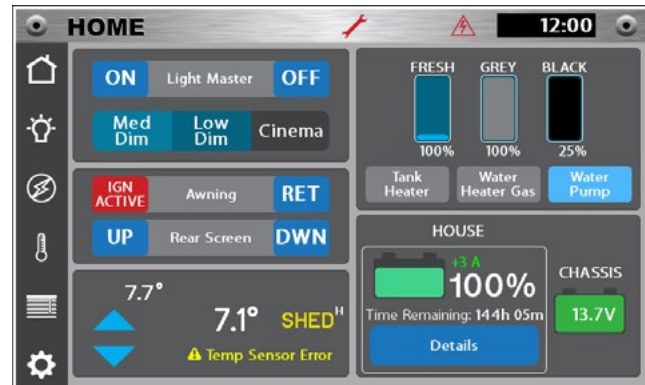 HOME
12:00
ON Light Master OFF
Med Dim
Low Dim
Cinema
IGN ACTIVE
Awning
RET
UP Rear Screen DWN
7.7°
7.1° SHED H
Temp Sensor Error
FRESH GREY BLACK
100% 100% 25%
Tank Heater
Water Heater Gas
Water Pump
HOUSE
+3 A
100%
Time Remaining: 144h 05m
Details
CHASSIS
13.7V